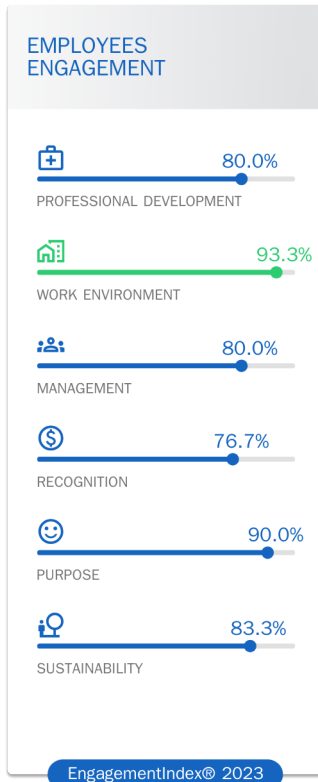 EMPLOYEES
ENGAGEMENT
80.0%
PROFESSIONAL DEVELOPMENT
93.3%
WORK ENVIRONMENT
80.0%
MANAGEMENT
76.7%
RECOGNITION
90.0%
PURPOSE
83.3%
SUSTAINABILITY
EngagementIndex® 2023